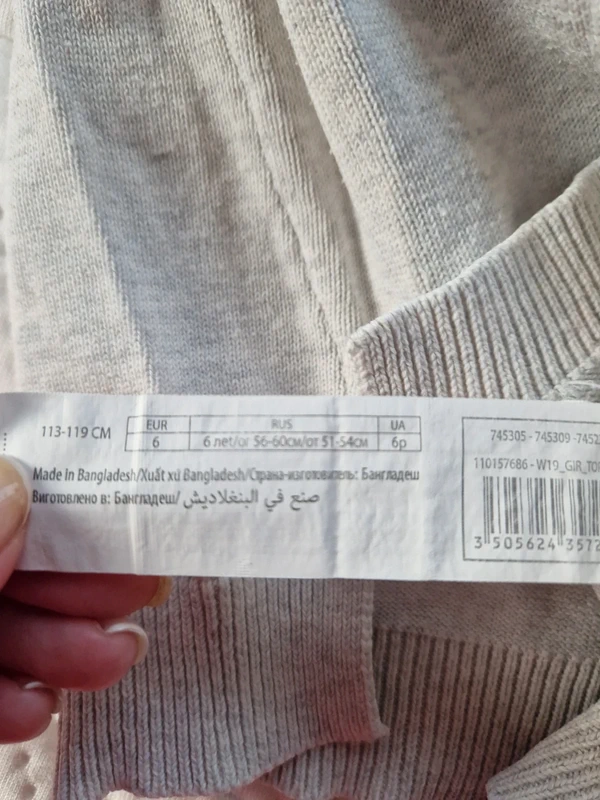 113-119 CM
EUR RUS UA
6 6 лет/от 56-60см/от 51-54см 6р
Made in Bangladesh/Xuất xứ Bangladesh/Страна-изготовитель: Бангладеш
Виготовлено в: Бангладеш/ صنع في البنغلاديش
745305 - 745309 -7452
110157686 - W19_GIR_TO
3 505624 3572